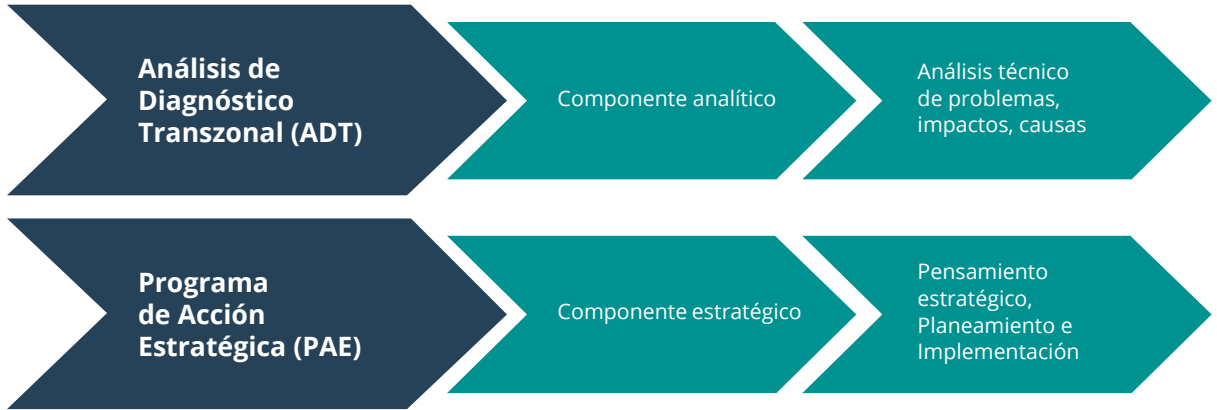 Análisis de
Diagnóstico
Transzonal (ADT)
Componente analítico
Análisis técnico
de problemas,
impactos, causas
Programa
de Acción
Estratégica (PAE)
Componente estratégico
Pensamiento
estratégico,
Planeamiento e
Implementación